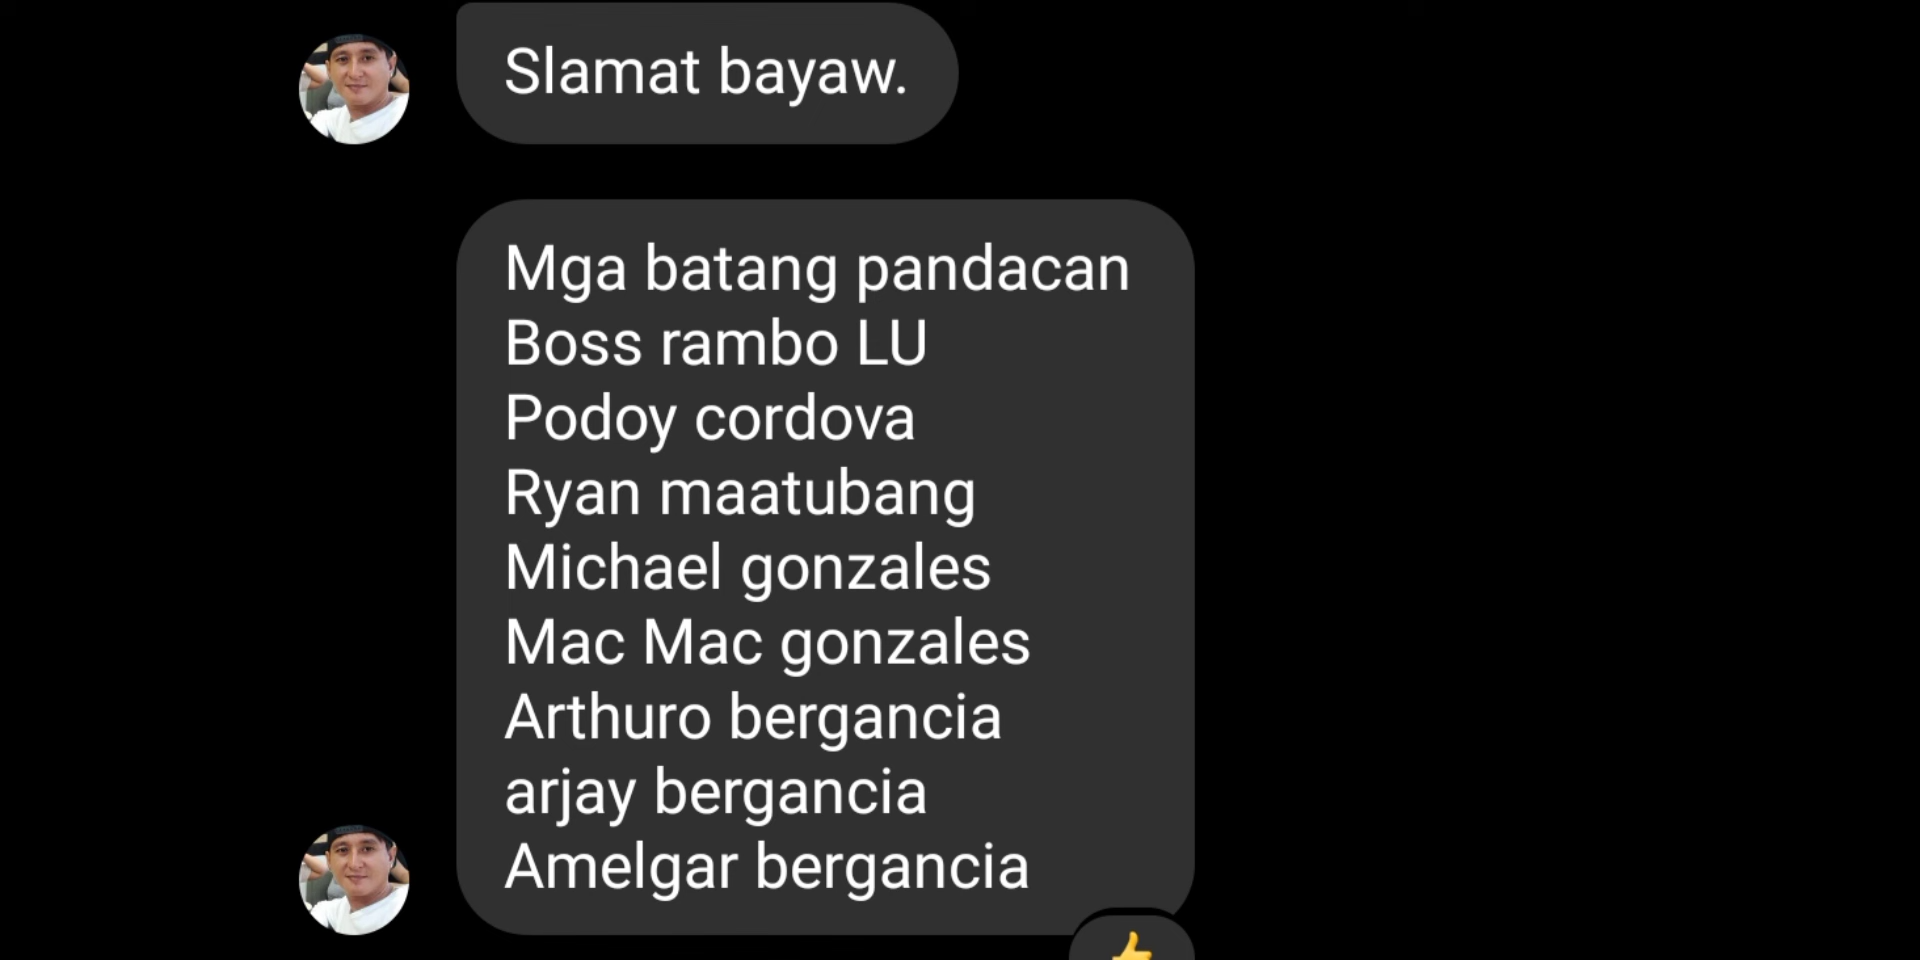 Slamat bayaw.
Mga batang pandacan
Boss rambo LU
Podoy cordova
Ryan maatubang
Michael gonzales
Mac Mac gonzales
Arthuro bergancia
arjay bergancia
Amelgar bergancia